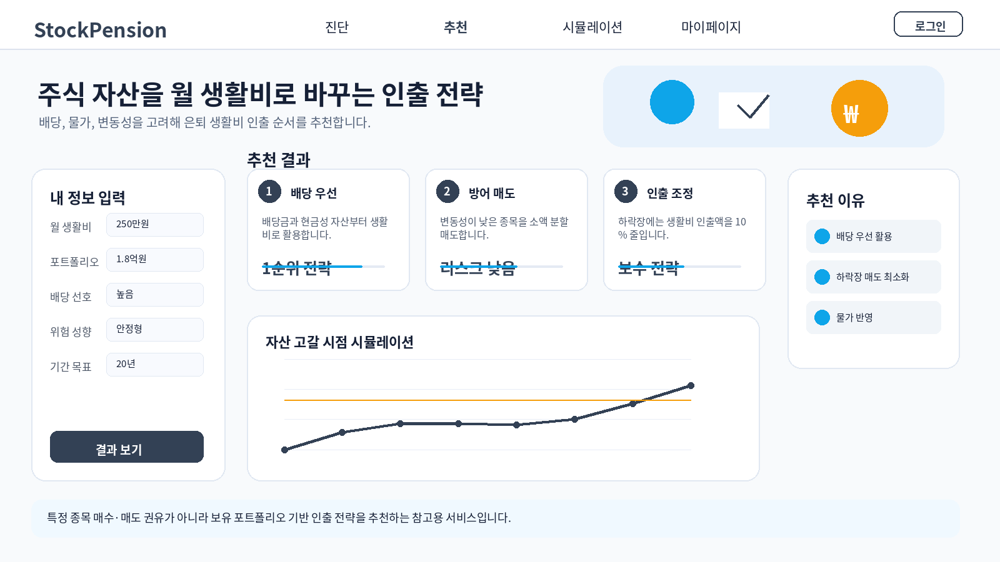 StockPension
진단
추천
시뮬레이션
마이페이지
로그인
주식 자산을 월 생활비로 바꾸는 인출 전략
배당, 물가, 변동성을 고려해 은퇴 생활비 인출 순서를 추천합니다.
₩
내 정보 입력
월 생활비
250만원
포트폴리오
1.8억원
배당 선호
높음
위험 성향
안정형
기간 목표
20년
결과 보기
추천 결과
1
배당 우선
배당금과 현금성 자산부터 생활
비로 활용합니다.
1순위 전략
2
방어 매도
변동성이 낮은 종목을 소액 분할
매도합니다.
리스크 낮음
3
인출 조정
하락장에는 생활비 인출액을 10
% 줄입니다.
보수 전략
자산 고갈 시점 시뮬레이션
추천 이유
배당 우선 활용
하락장 매도 최소화
물가 반영
특정 종목 매수·매도 권유가 아니라 보유 포트폴리오 기반 인출 전략을 추천하는 참고용 서비스입니다.